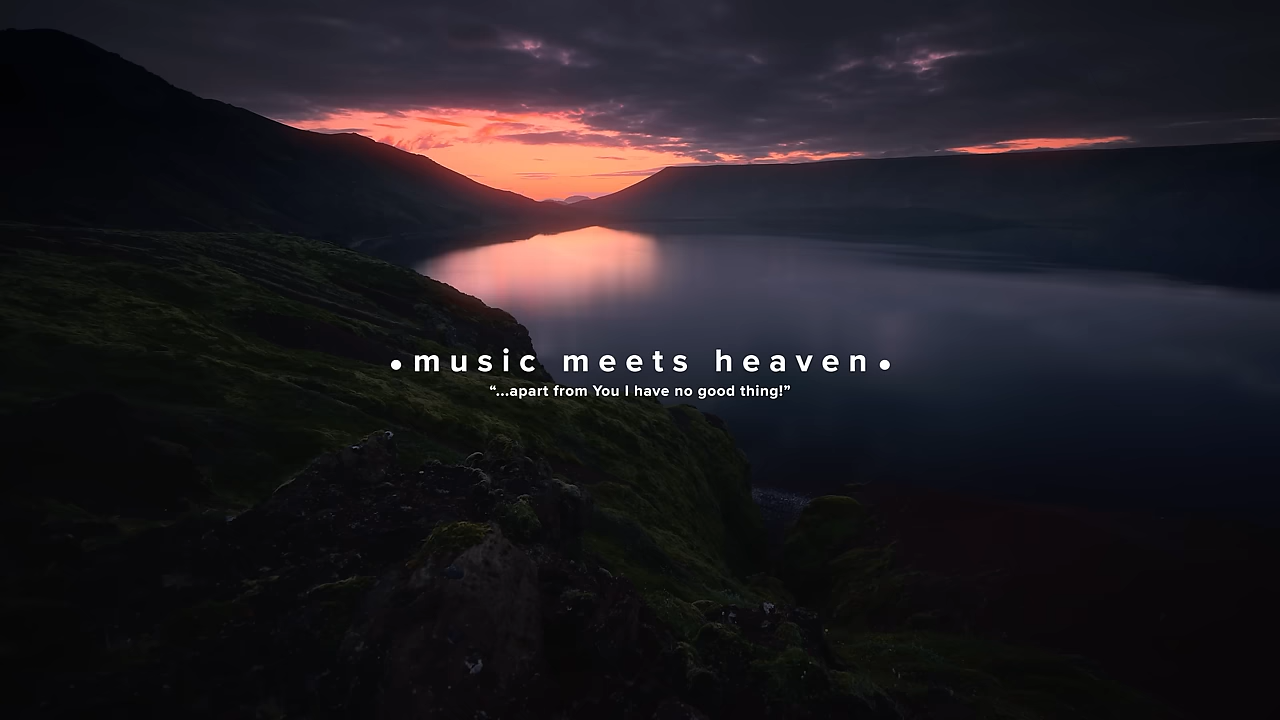 •music meets heaven•
“...apart from You I have no good thing!”